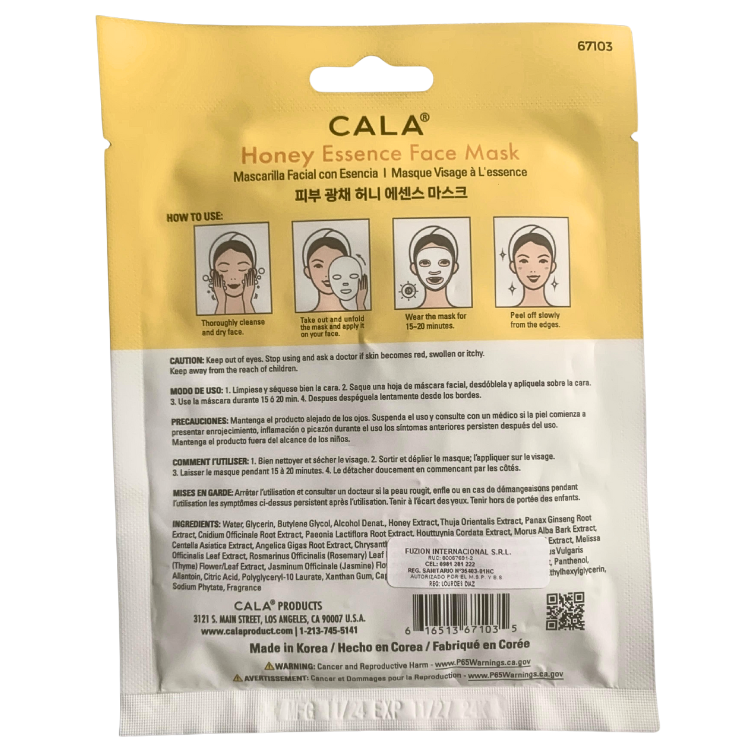 67103
CALA®
Honey Essence Face Mask
Mascarilla Facial con Esencia | Masque Visage à L'essence
피부 광채 허니 에센스 마스크
HOW TO USE:
Thoroughly cleanse
and dry face.
Take out and unfold
the mask and apply it
on your face.
Wear the mask for
15-20 minutes.
Peel off slowly
from the edges.
CAUTION: Keep out of eyes. Stop using and ask a doctor if skin becomes red, swollen or itchy.
Keep away from the reach of children.
MODO DE USO: 1. Limpiese y séquese bien la cara. 2. Saque una hoja de máscara facial, desdóblela y aplíquela sobre la cara.
3. Use la máscara durante 15 ó 20 min. 4. Despues despéguela lentamente desde los bordes.
PRECAUCIONES: Mantenga el producto alejado de los ojos. Suspenda el uso y consulte con un médico si la piel comienza a
presentar enrojecimiento, inflamación o picazón durante el uso los síntomas anteriores persisten después del uso.
Mantenga el producto fuera del alcance de los niños.
COMMENT l'UTILISER: 1. Bien nettoyer et sécher le visage. 2. Sortir et déplier le masque; l'appliquer sur le visage.
3. Laisser le masque pendant 15 à 20 minutes. 4. Le détacher doucement en commencant par les côtés.
MISES EN GARDE: Arrêter l'utilisation et consulter un docteur si la peau rougit, enfle ou en cas de démangeaisons pendant
l'utilisation les symptômes ci-dessus persistent après l'utilisation. Tenir à l'écart des yeux. Tenir hors de portée des enfants.
INGREDIENTS: Water, Glycerin, Butylene Glycol, Alcohol Denat., Honey Extract, Thuja Orientalis Extract, Panax Ginseng Root
Extract, Cnidium Officinale Root Extract, Paeonia Lactiflora Root Extract, Houttuynia Cordata Extract, Morus Alba Bark Extract,
Centella Asiatica Extract, Angelica Gigas Root Extract, Extract, Melissa
Officinalis Leaf Extract, Rosmarinus Officinalis (Rosemary) Leaf Vulgaris
(Thyme) Flower/Leaf Extract, Jasminum Officinale (Jasmine) Panthenol,
Allantoin, Citric Acid, Polyglyceryl-10 Laurate, Xanthan Gum,
Sodium Phytate, Fragrance
FUZION INTERNACIONAL S.R.L.
CEL: 0981 201 222
AUTORIZADO POR EL M.S.P. Y B.S
REG: LOURDES DIAZ
CALA® PRODUCTS
3121 S. MAIN STREET, LOS ANGELES, CA 90007 U.S.A.
www.calaproduct.com | 1-213-745-5141
6 16513 67103 5
Made in Korea / Hecho en Corea / Fabriqué en Corée
WARNING: Cancer and Reproductive Harm - www.P65Warnings.ca.gov
AVERTISSEMENT: Cancer et Dommages pour la Reproduction - www.P65Warnings.ca.gov
MFG 11/24 EXP 11/27